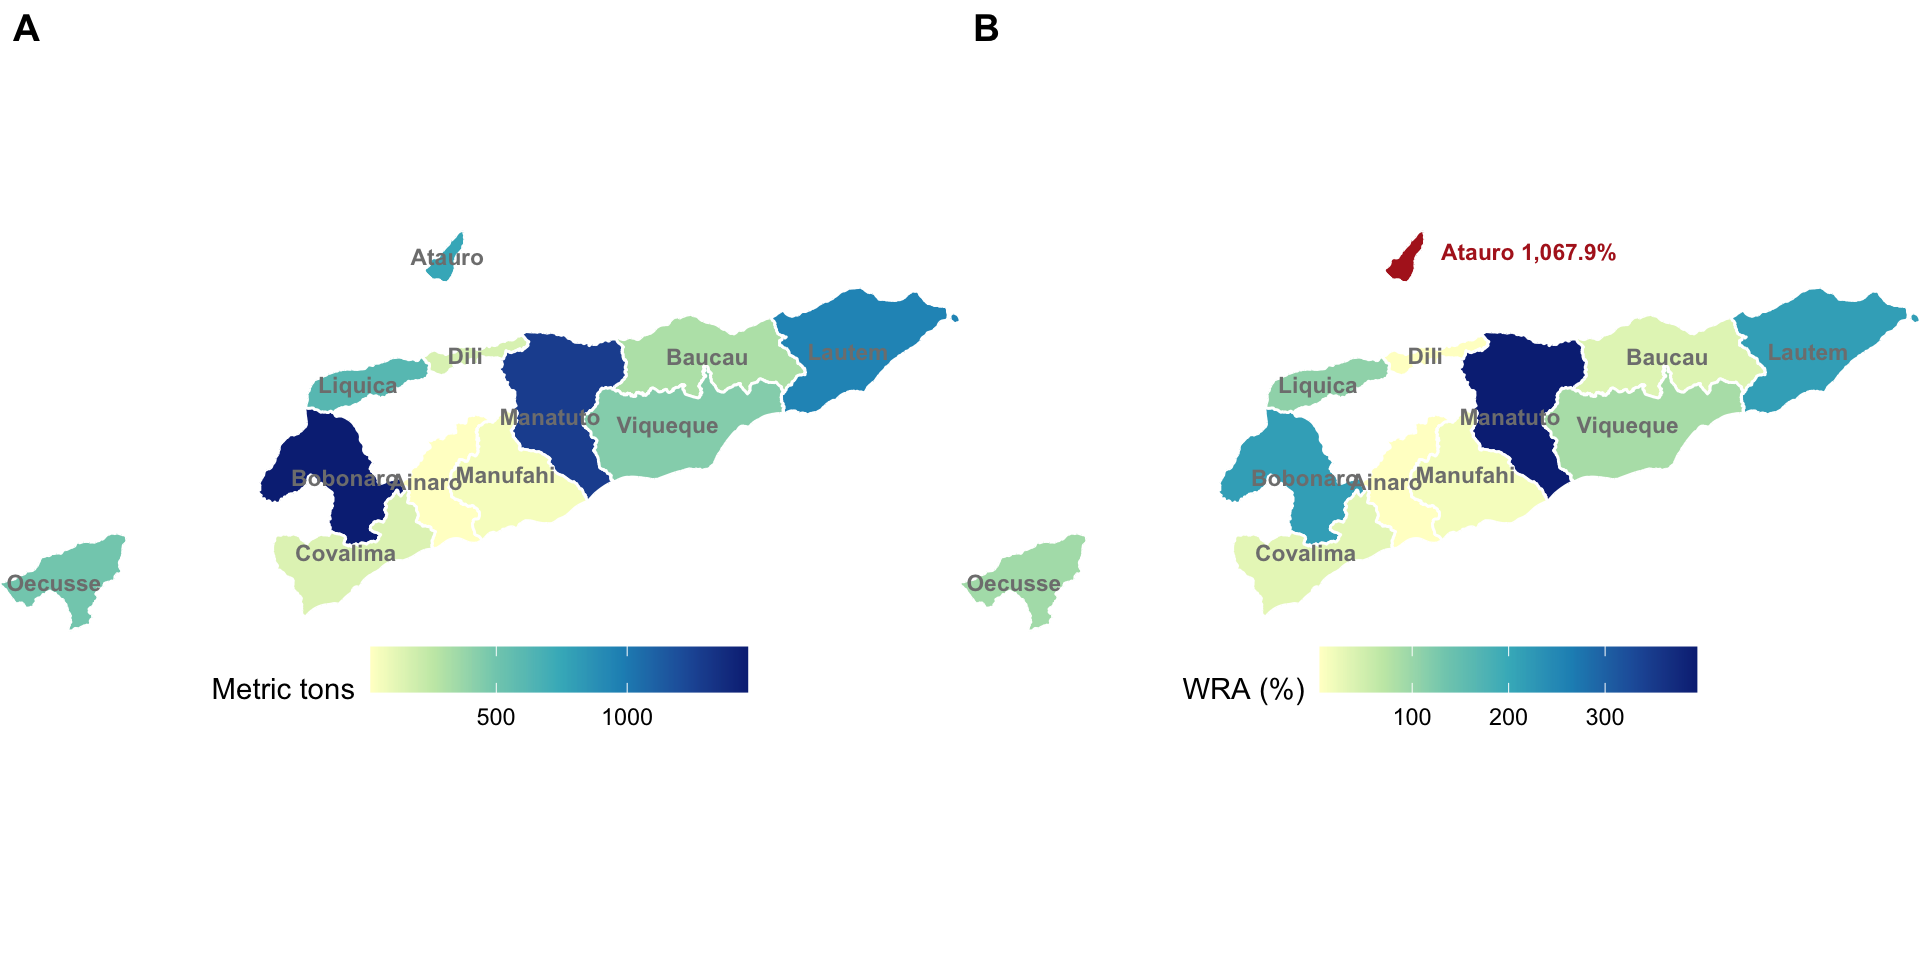 A
Atauro
Dili
Baucau
Lautem
Liquica
Manatuto
Viqueque
Bobonaro
Ainaro
Manufahi
Covalima
Oecusse
Metric tons
500 1000
B
Atauro 1,067.9%
Dili
Baucau
Lautem
Liquica
Manatuto
Viqueque
Bobonaro
Ainaro
Manufahi
Covalima
Oecusse
WRA (%)
100 200 300